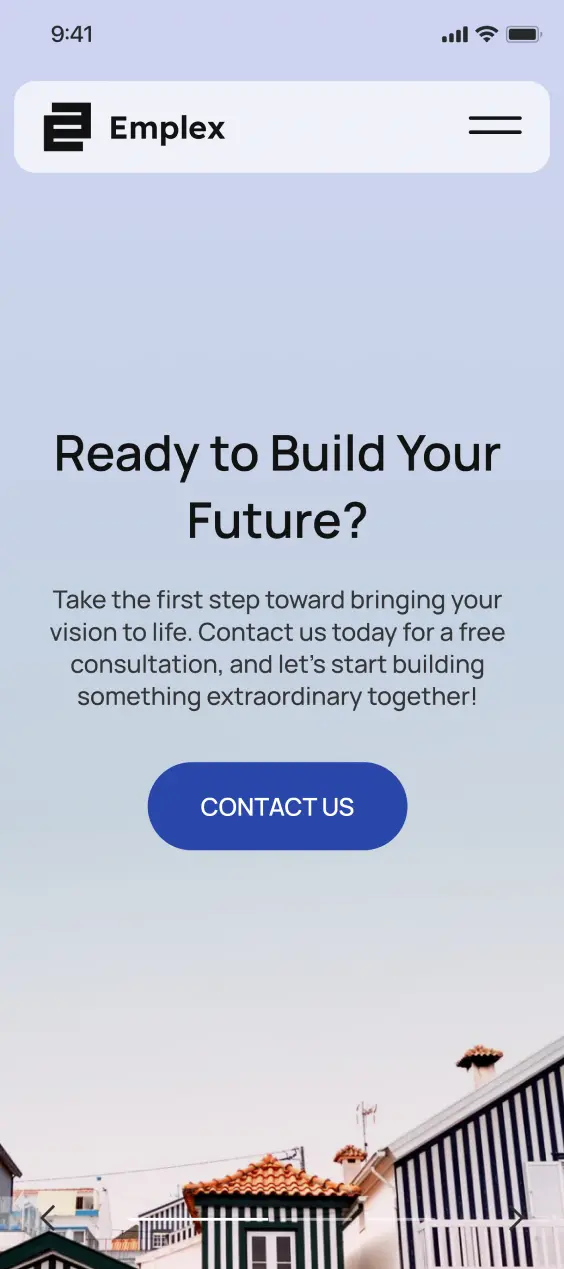 9:41
Emplex
Ready to Build Your
Future?
Take the first step toward bringing your
vision to life. Contact us today for a free
consultation, and let's start building
something extraordinary together!
CONTACT US